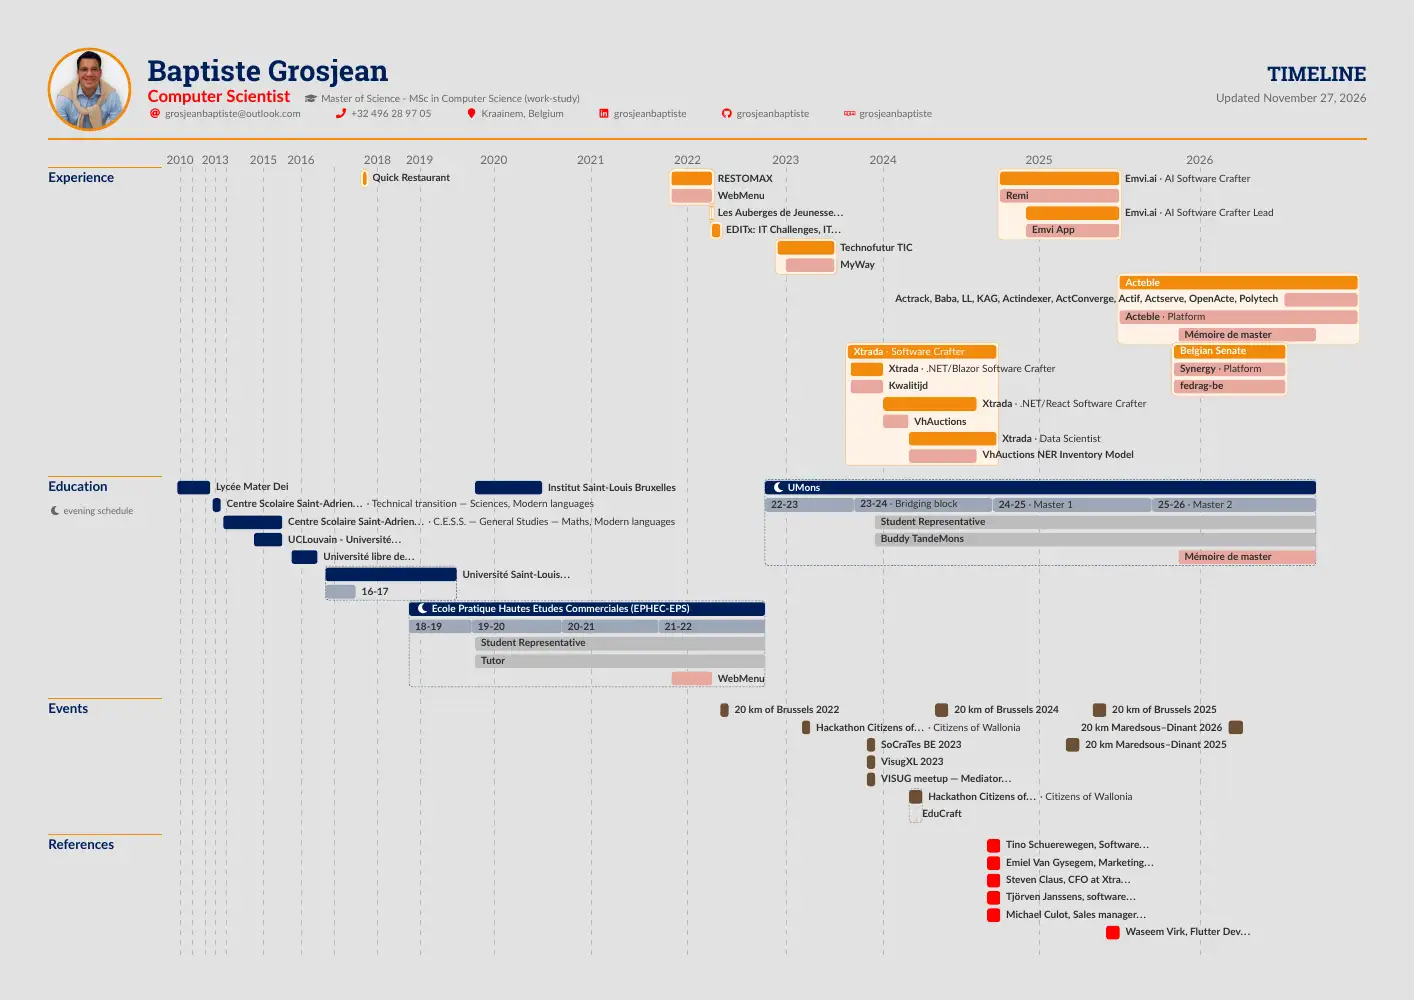 Baptiste Grosjean
TIMELINE
Computer Scientist Master of Science - MSc in Computer Science (work-study)
Updated November 27, 2026
grosjeanbaptiste@outlook.com +32 496 28 97 05 Kraainem, Belgium grosjeanbaptiste grosjeanbaptiste grosjeanbaptiste
2010 2013 2015 2016 2018 2019 2020 2021 2022 2023 2024 2025 2026
Experience
Quick Restaurant
RESTOMAX
Emvi.ai · AI Software Crafter
WebMenu
Remi
Les Auberges de Jeunesse...
Emvi.ai · AI Software Crafter Lead
EDITx: IT Challenges, IT...
Emvi App
Technofutur TIC
MyWay
Acteble
Actrack, Baba, LL, KAG, Actindexer, ActConverge, Actif, Actserve, OpenActe, Polytech
Acteble · Platform
Mémoire de master
Xtrada · Software Crafter
Belgian Senate
Xtrada · .NET/Blazor Software Crafter
Synergy · Platform
Kwalitijd
fedrag-be
Xtrada · .NET/React Software Crafter
VhAuctions
Xtrada · Data Scientist
VhAuctions NER Inventory Model
Education
evening schedule
Lycée Mater Dei
Institut Saint-Louis Bruxelles
UMons
Centre Scolaire Saint-Adrien... · Technical transition — Sciences, Modern languages
22-23 23-24 · Bridging block 24-25 · Master 1 25-26 · Master 2
Centre Scolaire Saint-Adrien... · C.E.S.S. — General Studies — Maths, Modern languages
Student Representative
UCLouvain - Université...
Buddy TandeMons
Université libre de...
Mémoire de master
Université Saint-Louis...
16-17
Ecole Pratique Hautes Etudes Commerciales (EPHEC-EPS)
18-19 19-20 20-21 21-22
Student Representative
Tutor
WebMenu
Events
20 km of Brussels 2022
20 km of Brussels 2024
20 km of Brussels 2025
Hackathon Citizens of... · Citizens of Wallonia
20 km Maredsous–Dinant 2026
SoCraTes BE 2023
20 km Maredsous–Dinant 2025
VisugXL 2023
VISUG meetup — Mediator...
Hackathon Citizens of... · Citizens of Wallonia
EduCraft
References
Tino Schuerewegen, Software...
Emiel Van Gysegem, Marketing...
Steven Claus, CFO at Xtra...
Tjörven Janssens, software...
Michael Culot, Sales manager...
Waseem Virk, Flutter Dev...